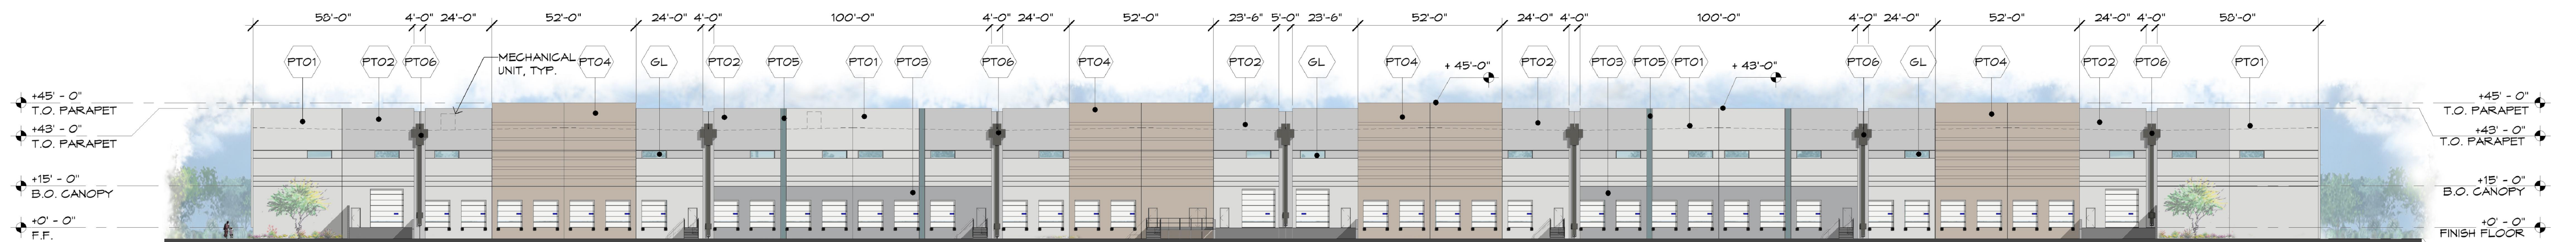 58'-0" 4'-0" 24'-0" 52'-0" 24'-0" 4'-0" 100'-0" 4'-0" 24'-0" 52'-0" 23'-6" 5'-0" 23'-6" 52'-0" 24'-0" 4'-0" 100'-0" 4'-0" 24'-0" 52'-0" 24'-0" 4'-0" 58'-0"
PT01 PT02 PT06 MECHANICAL PT04 GL PT02 PT05 PT01 PT03 PT06 PT04 PT02 GL PT04 + 45'-0" PT02 PT03 PT05 PT01 + 43'-0" PT06 GL PT04 PT02 PT06 PT01
UNIT, TYP.
+45' - 0"
T.O. PARAPET
+43' - 0"
T.O. PARAPET
+15' - 0"
B.O. CANOPY
+0' - 0"
F.F.
+45' - 0"
T.O. PARAPET
+43' - 0"
T.O. PARAPET
+15' - 0"
B.O. CANOPY
+0' - 0"
FINISH FLOOR